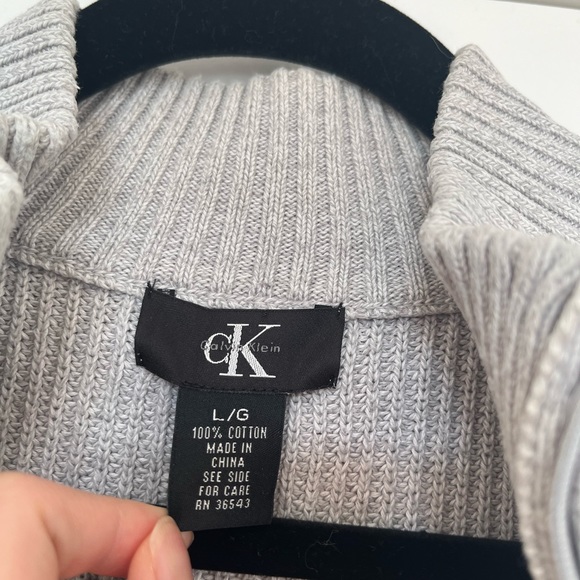 cK
Calvin Klein
L/G
100% COTTON
MADE IN
CHINA
SEE SIDE
FOR CARE
RN 36543